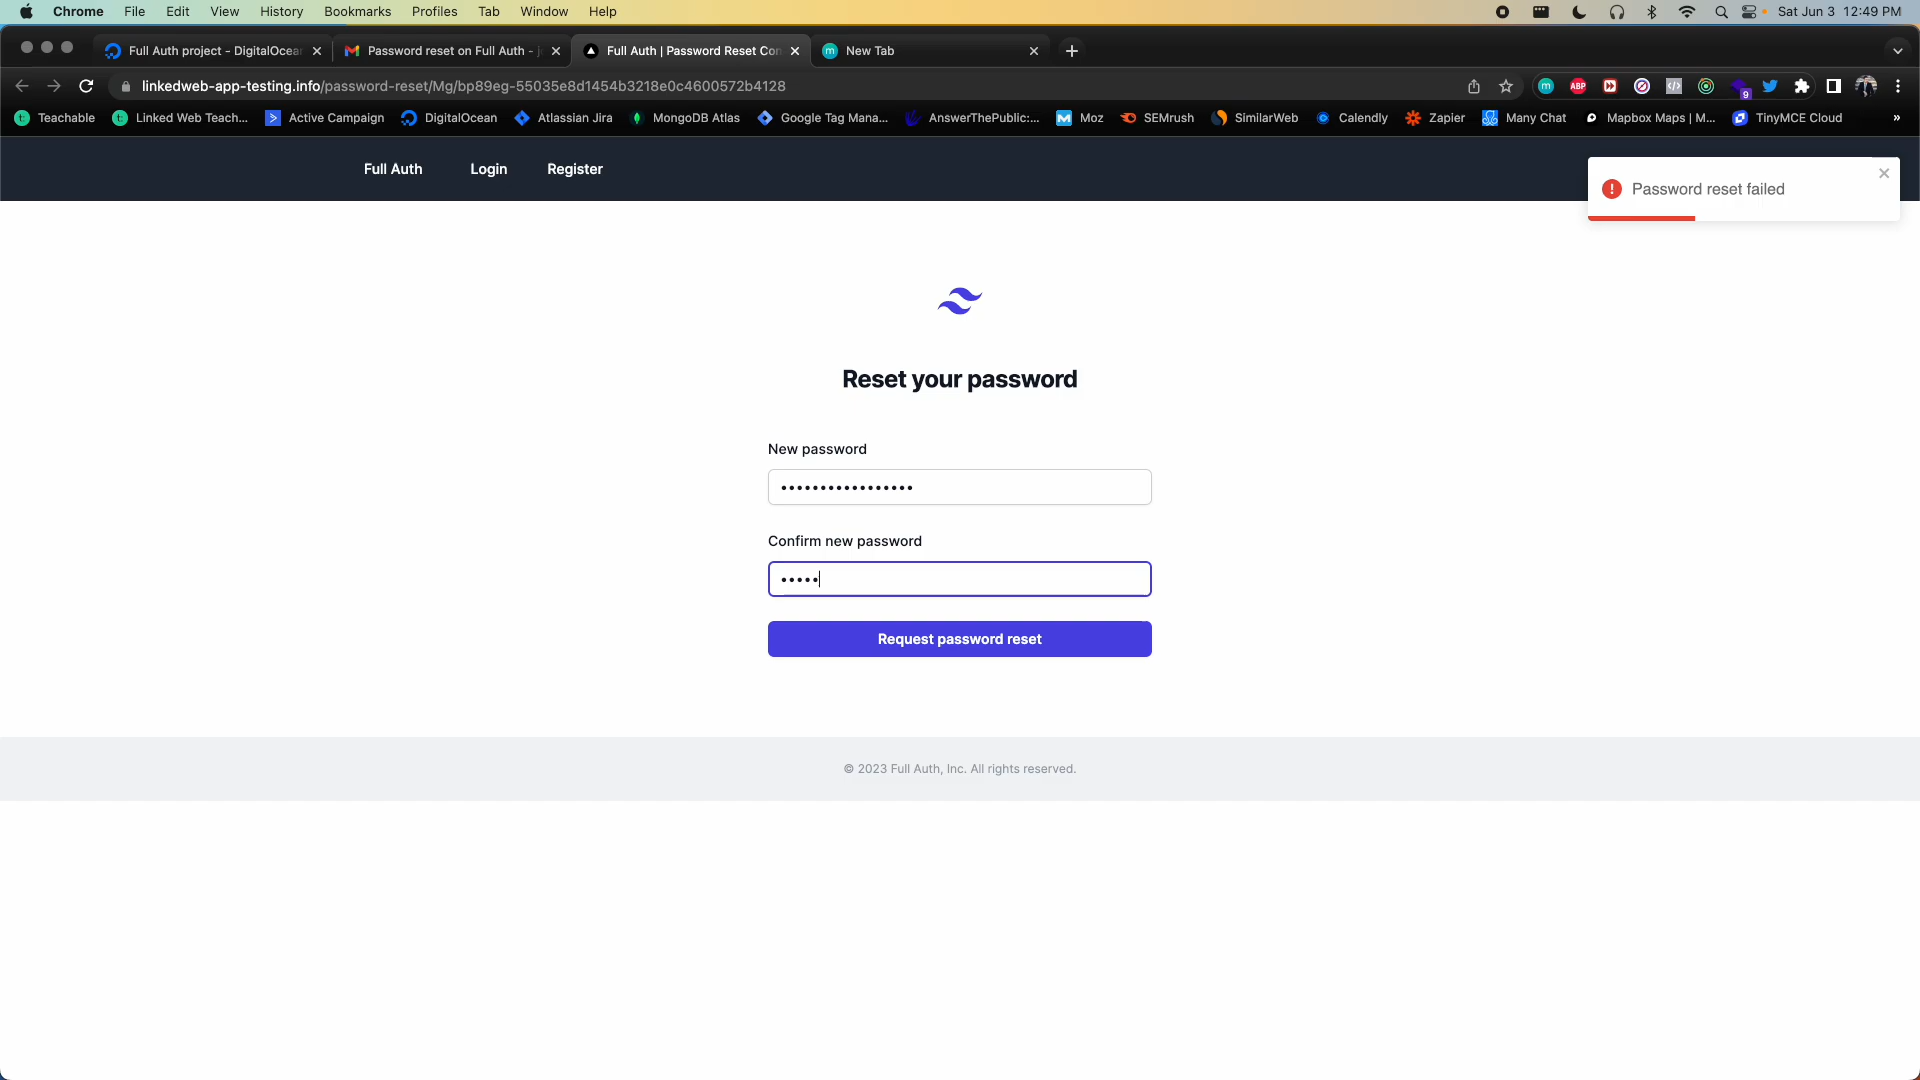 Chrome File Edit View History Bookmarks Profiles Tab Window Help Sat Jun 3 12:49 PM
Full Auth project - DigitalOcean Password reset on Full Auth - Full Auth | Password Reset Con New Tab
linkedweb-app-testing.info/password-reset/Mg/bp89eg-55035e8d1454b3218e0c4600572b4128 ABP 9
Teachable Linked Web Teach... Active Campaign DigitalOcean Atlassian Jira MongoDB Atlas Google Tag Mana... AnswerThePublic:... Moz SEMrush SimilarWeb Calendly Zapier Many Chat Mapbox Maps | M... TinyMCE Cloud »
Full Auth Login Register
Password reset failed
Reset your password
New password
Confirm new password
Request password reset
© 2023 Full Auth, Inc. All rights reserved.